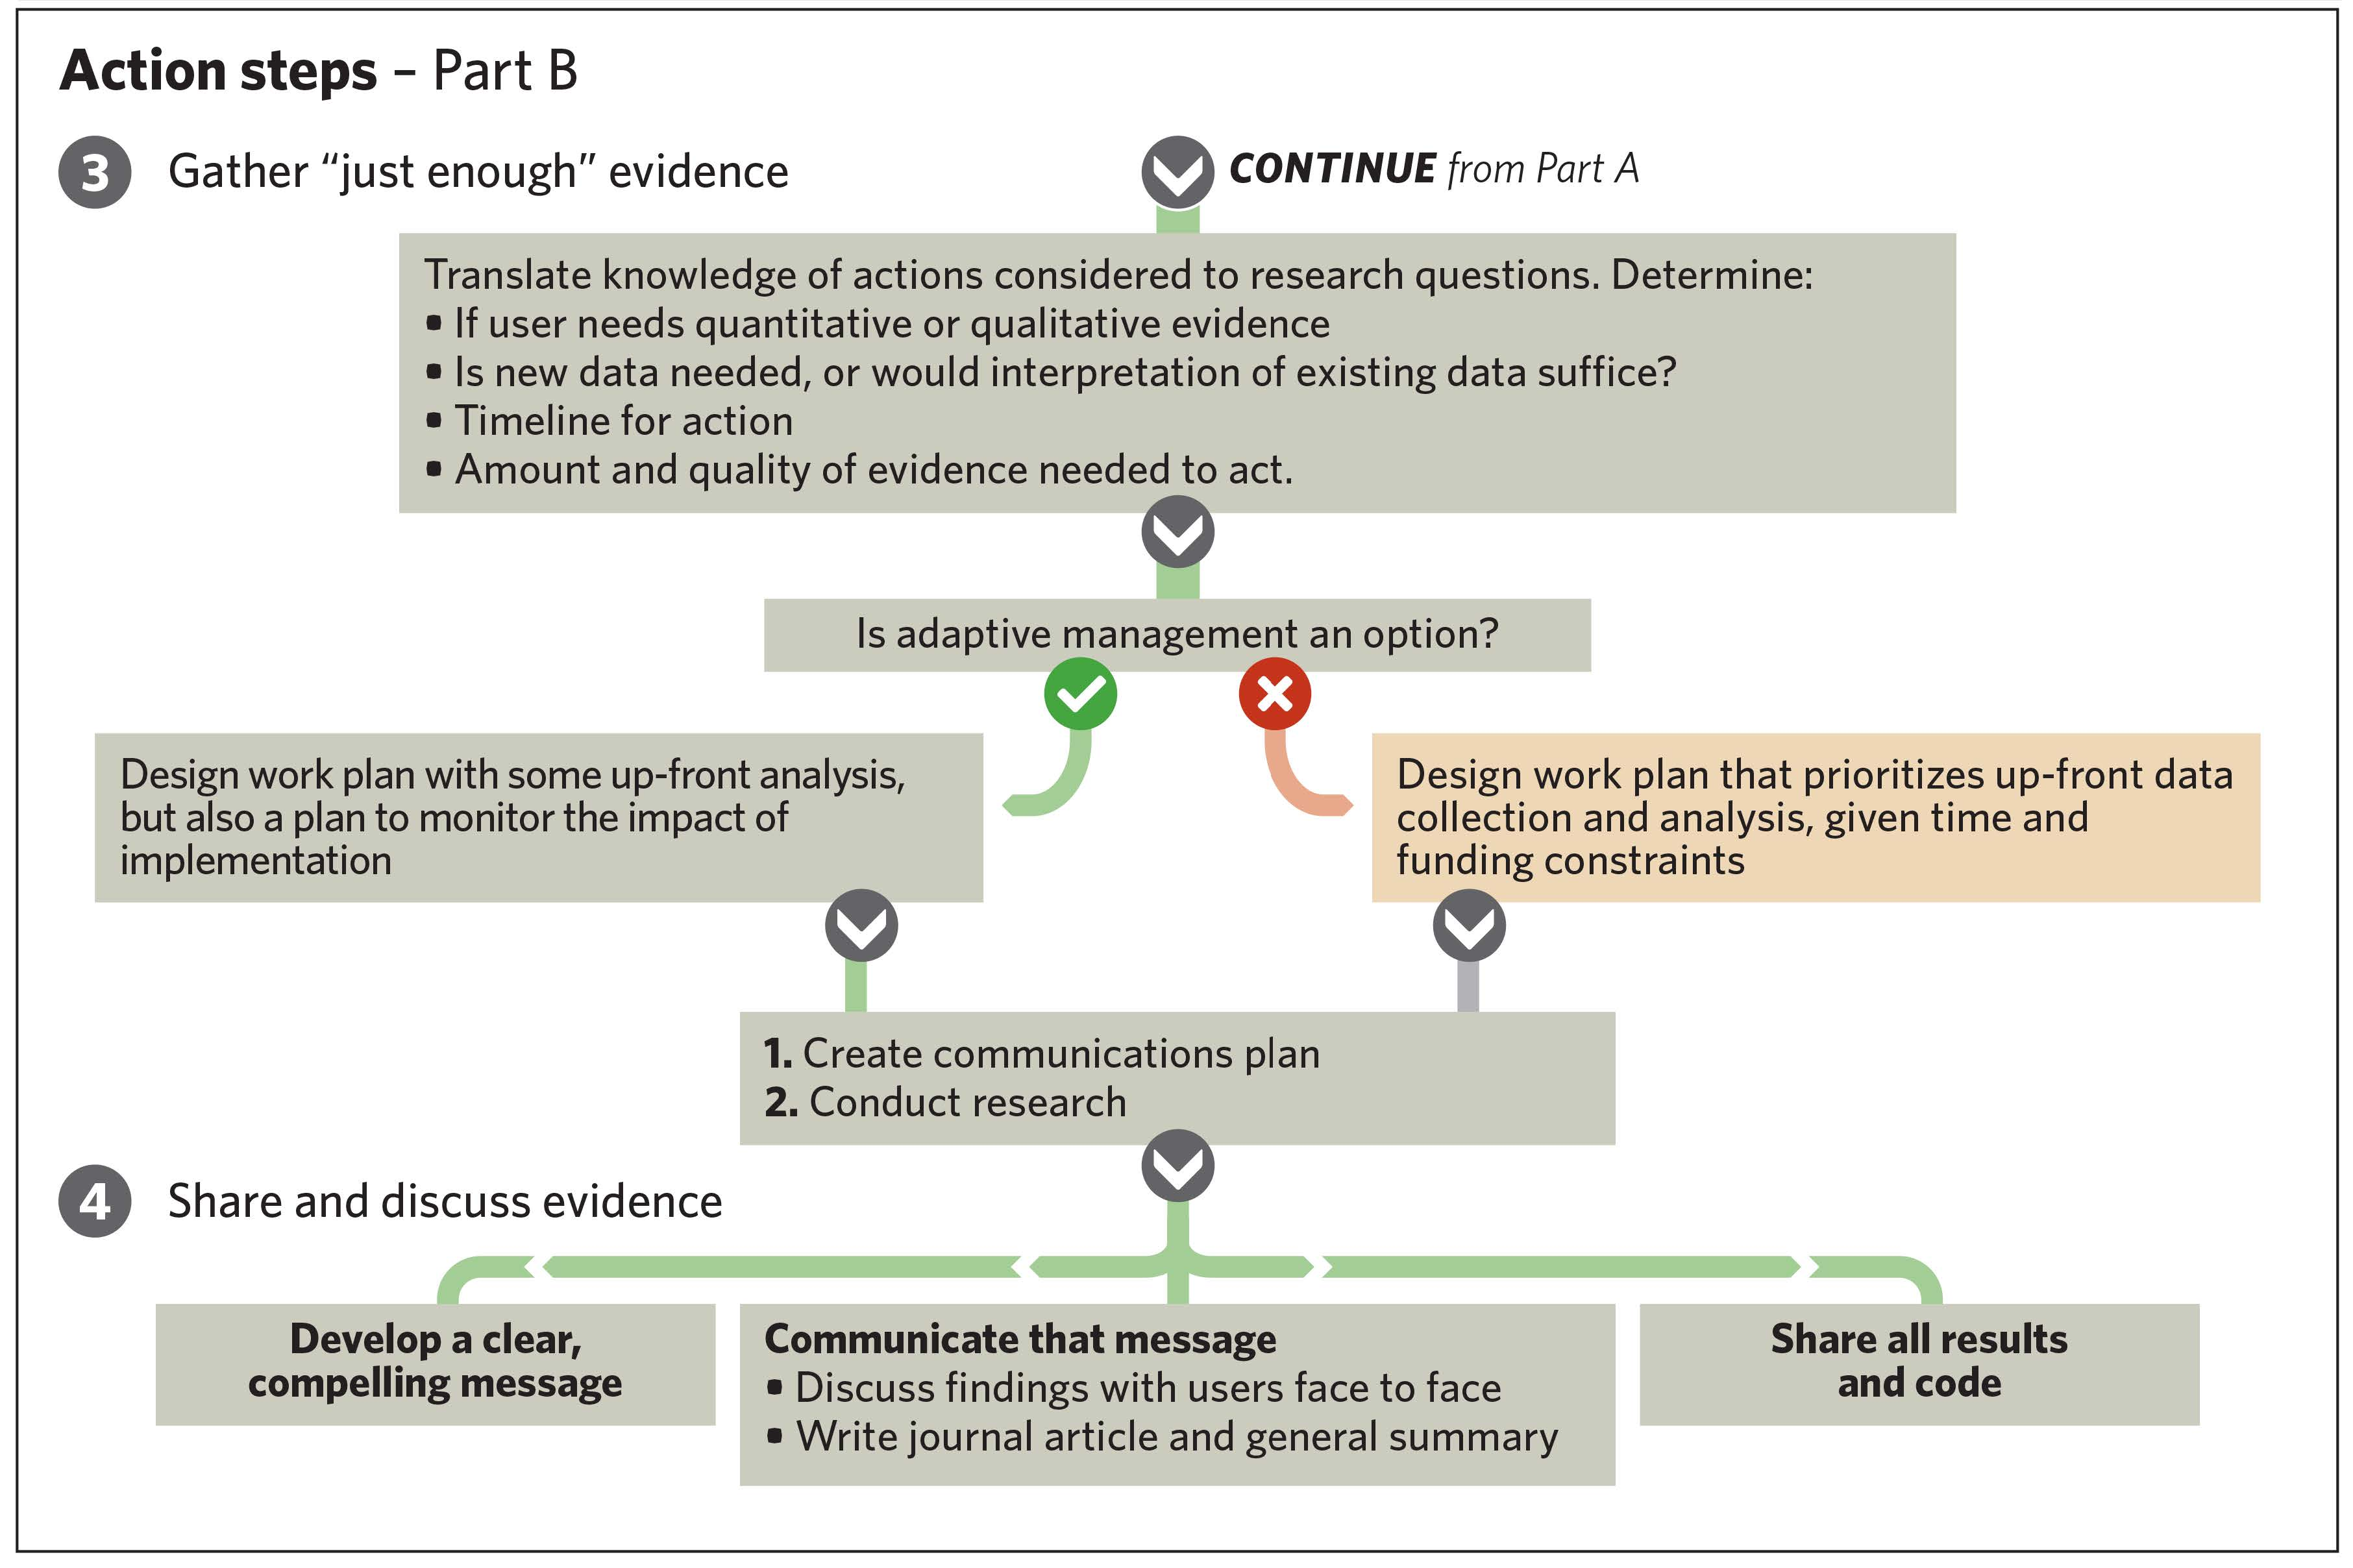 Action steps – Part B
3 Gather “just enough” evidence
CONTINUE from Part A
Translate knowledge of actions considered to research questions. Determine:
▪ If user needs quantitative or qualitative evidence
▪ Is new data needed, or would interpretation of existing data suffice?
▪ Timeline for action
▪ Amount and quality of evidence needed to act.
Is adaptive management an option?
Design work plan with some up-front analysis,
but also a plan to monitor the impact of
implementation
Design work plan that prioritizes up-front data
collection and analysis, given time and
funding constraints
1. Create communications plan
2. Conduct research
4 Share and discuss evidence
Develop a clear,
compelling message
Communicate that message
▪ Discuss findings with users face to face
▪ Write journal article and general summary
Share all results
and code